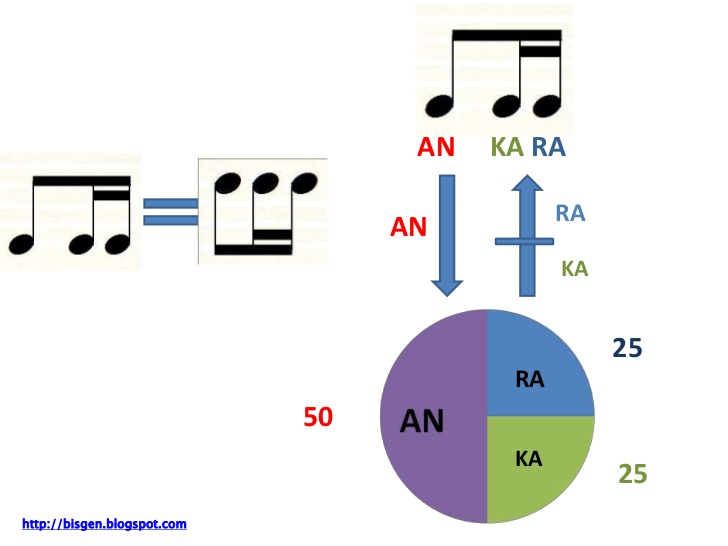 AN KA RA
AN
RA
KA
25
RA
50
AN
KA
25
http://bisgen.blogspot.com